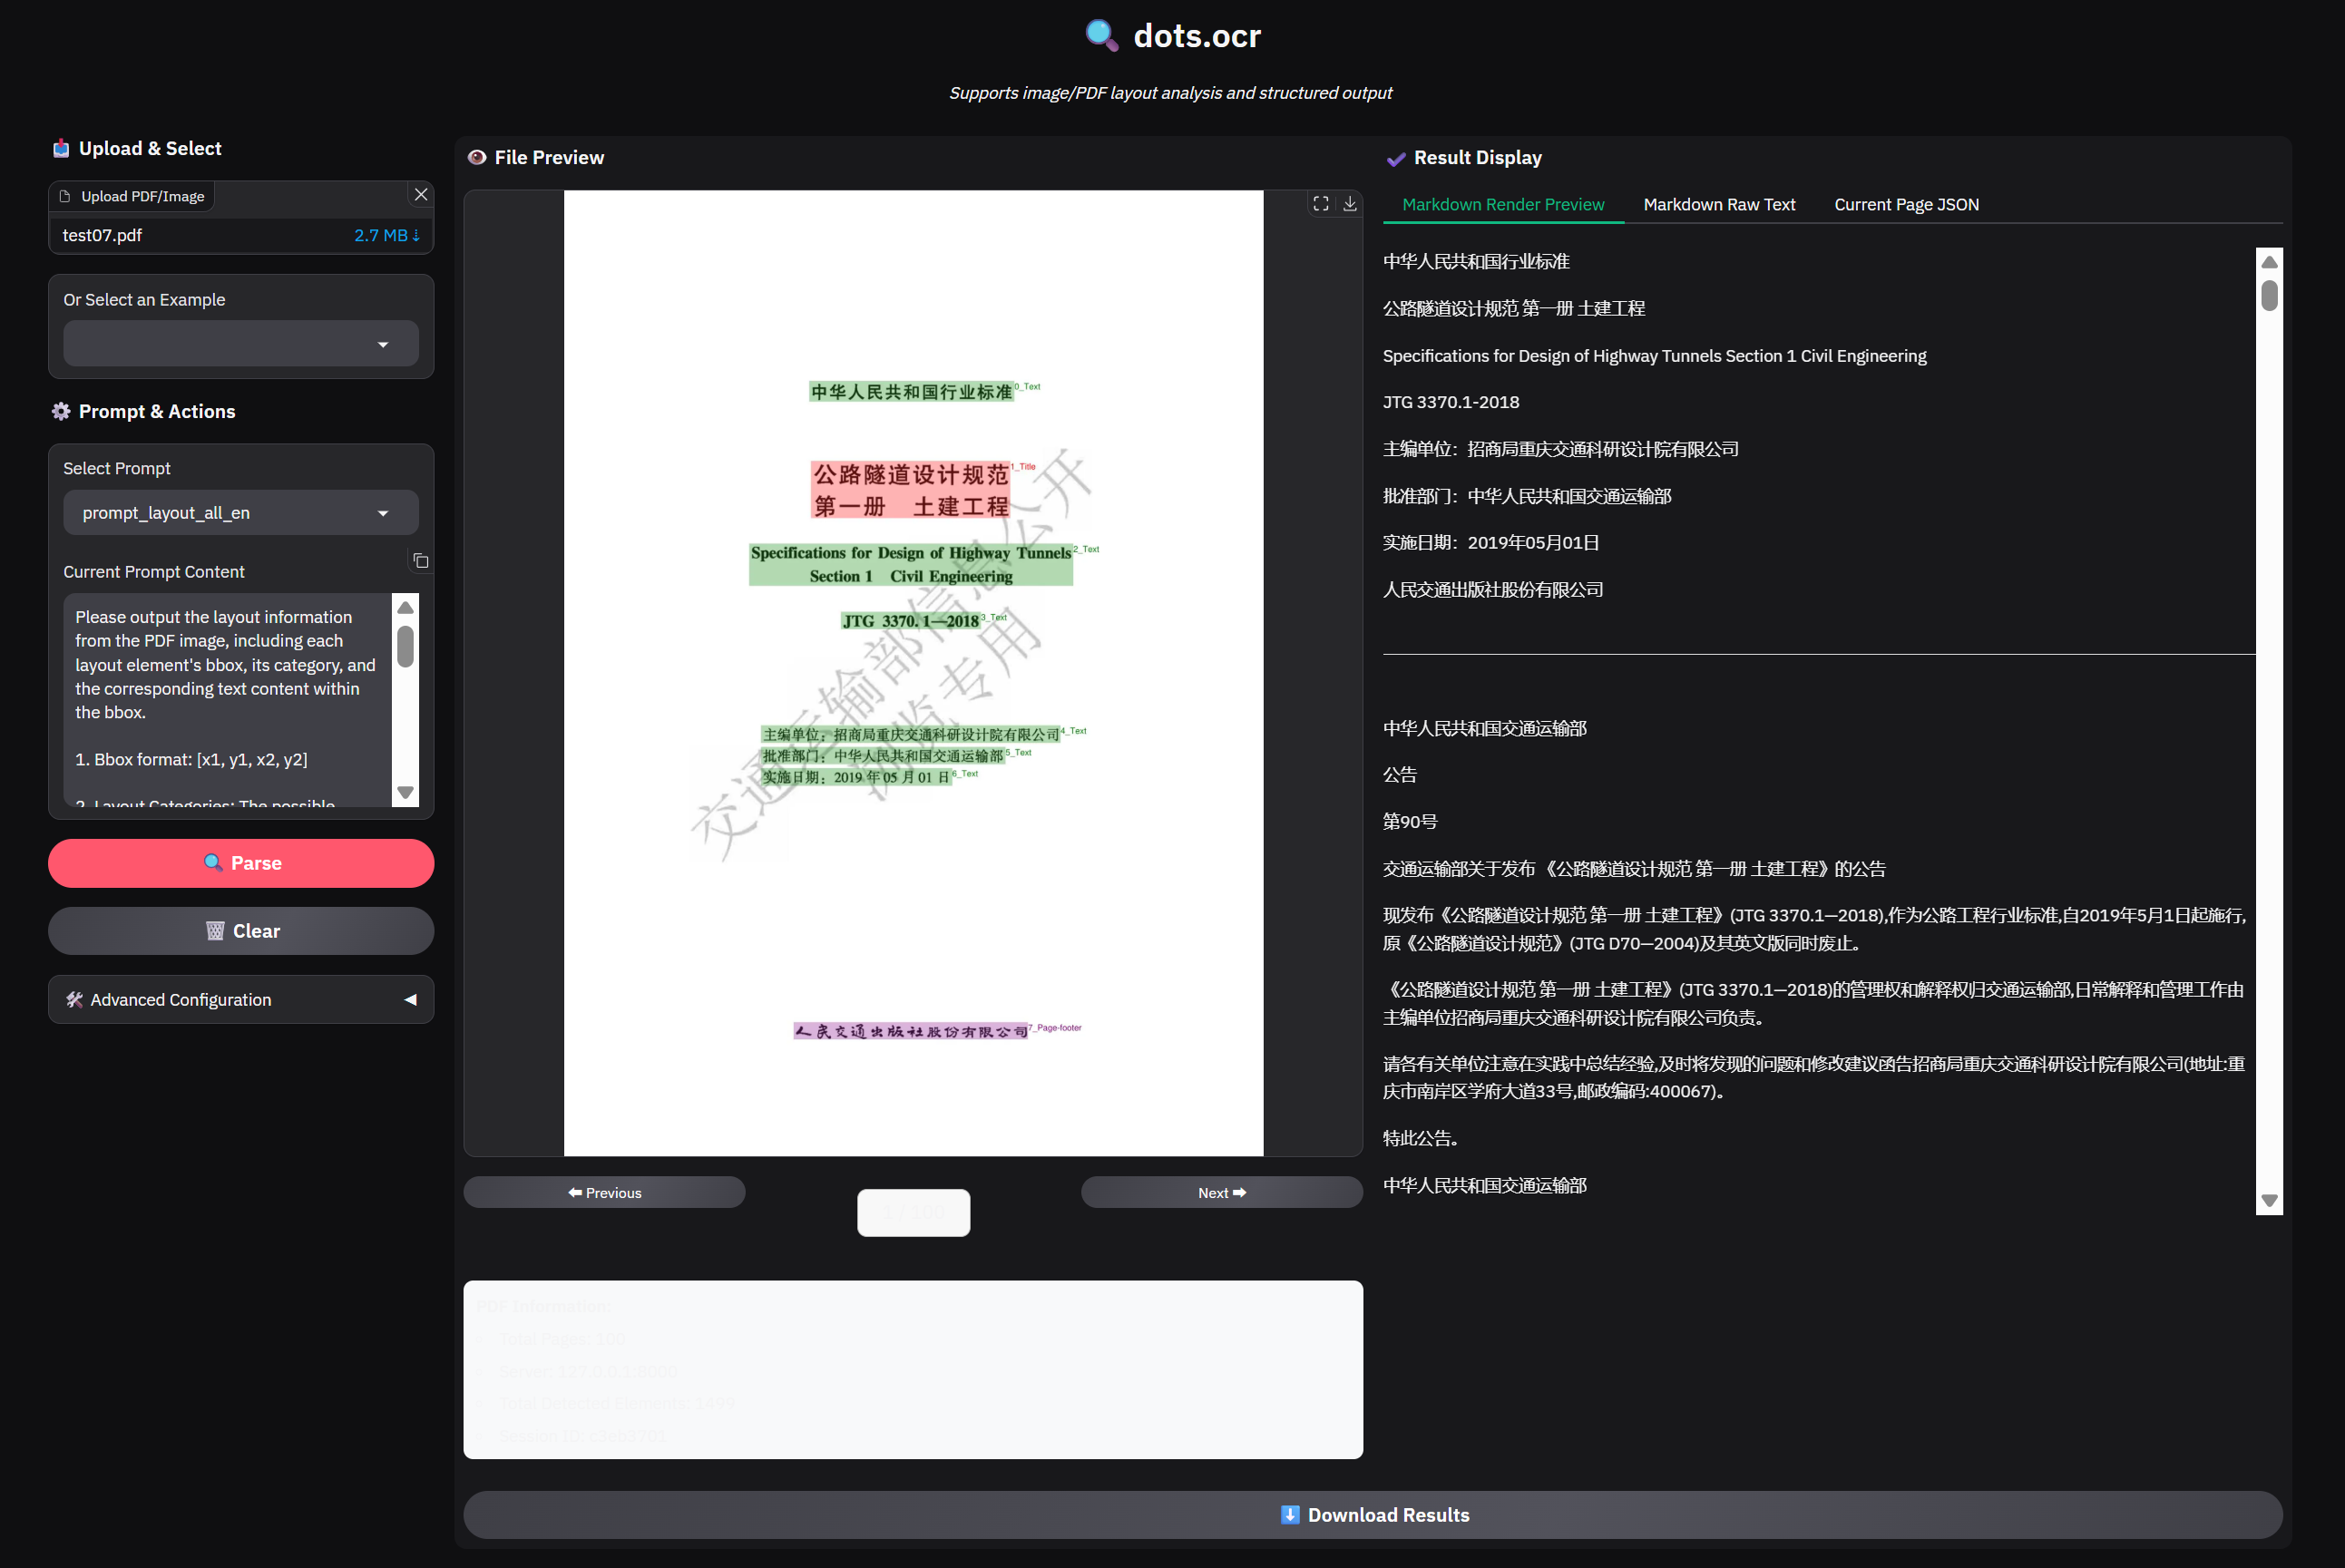 dots.ocr
Supports image/PDF layout analysis and structured output
Upload & Select
Upload PDF/Image
test07.pdf
2.7 MB ↓
Or Select an Example
Prompt & Actions
Select Prompt
prompt_layout_all_en
Current Prompt Content
Please output the layout information
from the PDF image, including each
layout element's bbox, its category, and
the corresponding text content within
the bbox.
1. Bbox format: [x1, y1, x2, y2]
2. Layout Categories: The possible
Parse
Clear
Advanced Configuration
File Preview
中华人民共和国行业标准
0_Text
公路隧道设计规范
1_Title
第一册 土建工程
Specifications for Design of Highway Tunnels
2_Text
Section 1 Civil Engineering
JTG 3370.1—2018
3_Text
主编单位：招商局重庆交通科研设计院有限公司
4_Text
批准部门：中华人民共和国交通运输部
5_Text
实施日期：2019年05月01日
6_Text
交通运输部信息公开
浏览专用
人民交通出版社股份有限公司
7_Page-footer
Previous
1 / 100
Next
PDF Information:
Total Pages: 100
Server: 127.0.0.1:8000
Total Detected Elements: 1499
Result Display
Markdown Render Preview
Markdown Raw Text
Current Page JSON
中华人民共和国行业标准
公路隧道设计规范 第一册 土建工程
Specifications for Design of Highway Tunnels Section 1 Civil Engineering
JTG 3370.1-2018
主编单位：招商局重庆交通科研设计院有限公司
批准部门：中华人民共和国交通运输部
实施日期：2019年05月01日
人民交通出版社股份有限公司
中华人民共和国交通运输部
公告
第90号
交通运输部关于发布 《公路隧道设计规范 第一册 土建工程》的公告
现发布《公路隧道设计规范 第一册 土建工程》(JTG 3370.1—2018),作为公路工程行业标准,自2019年5月1日起施行,
原《公路隧道设计规范》(JTG D70—2004)及其英文版同时废止。
《公路隧道设计规范 第一册 土建工程》(JTG 3370.1—2018)的管理权和解释权归交通运输部,日常解释和管理工作由
主编单位招商局重庆交通科研设计院有限公司负责。
请各有关单位注意在实践中总结经验,及时将发现的问题和修改建议函告招商局重庆交通科研设计院有限公司(地址:重
庆市南岸区学府大道33号,邮政编码:400067)。
特此公告。
中华人民共和国交通运输部
Download Results